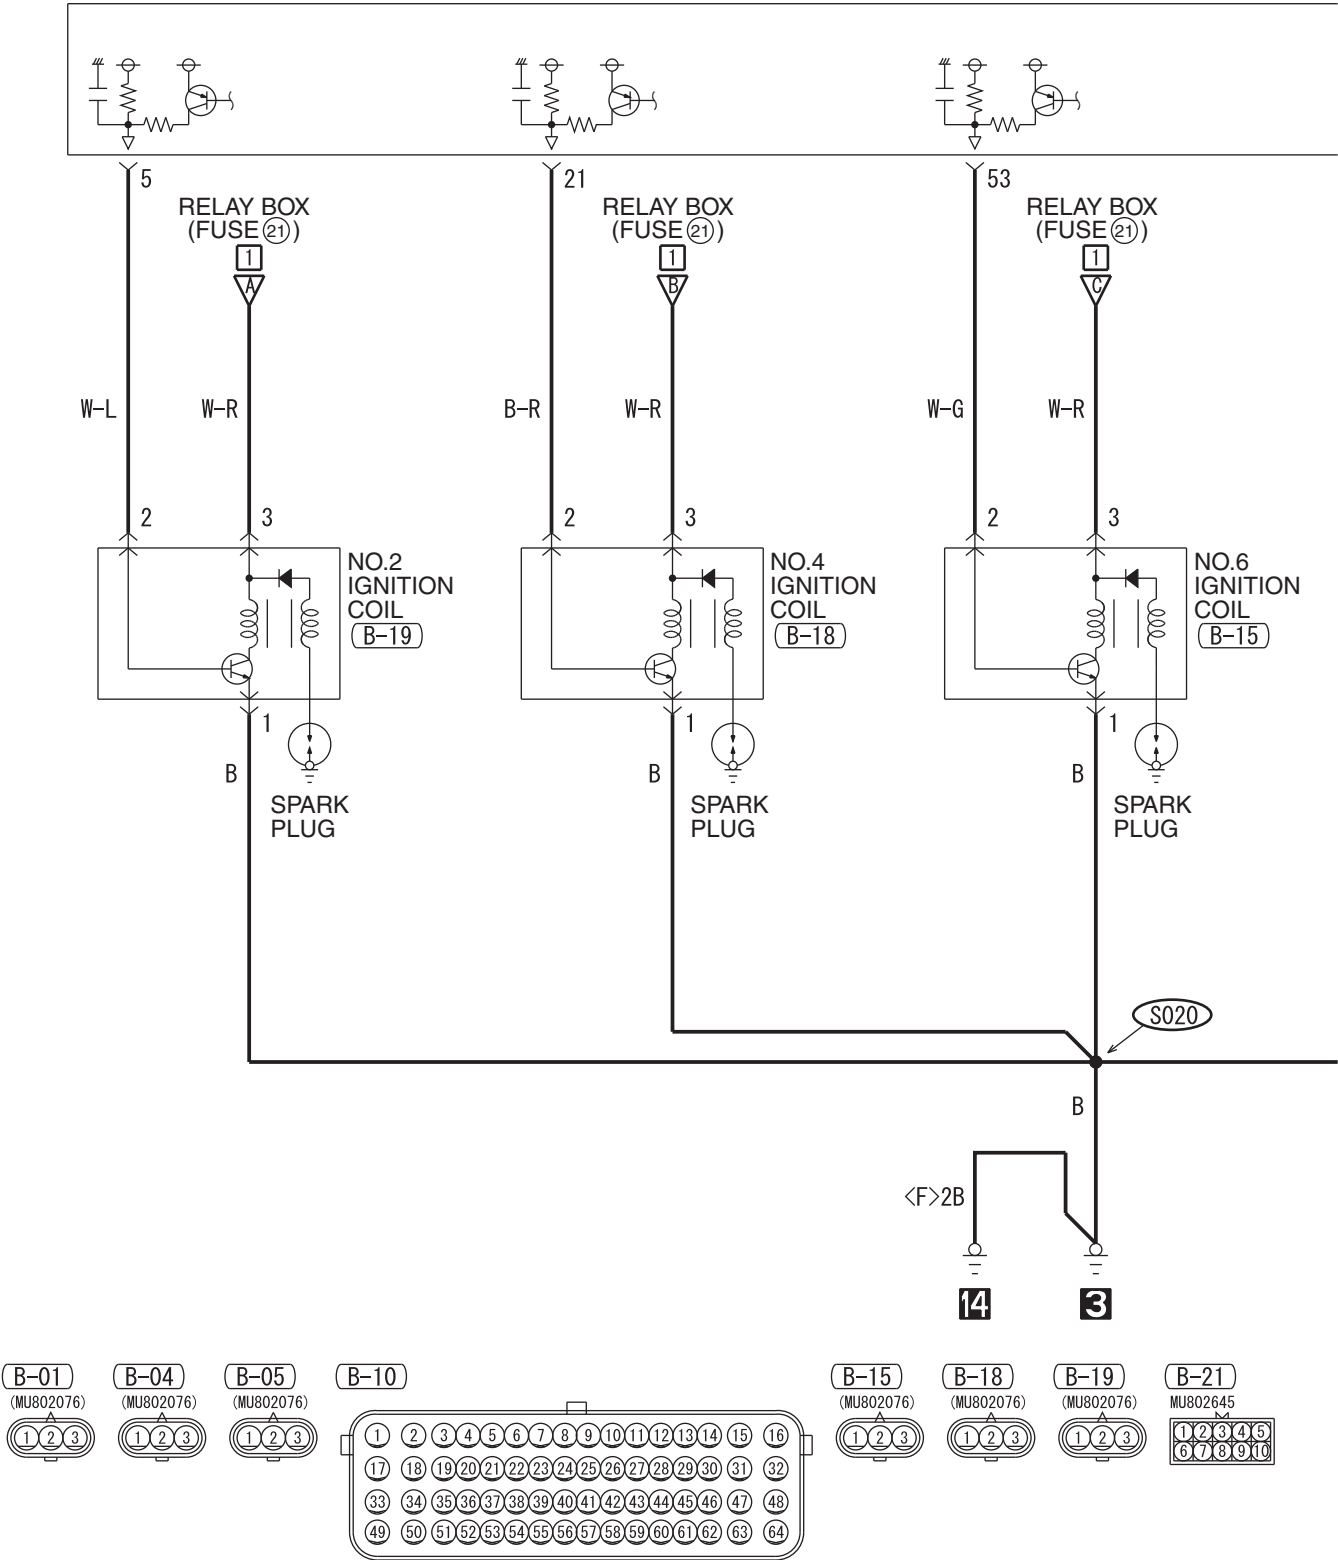 5
21
53
RELAY BOX
(FUSE 21)
1
A
RELAY BOX
(FUSE 21)
1
B
RELAY BOX
(FUSE 21)
1
C
W-L
W-R
B-R
W-R
W-G
W-R
2
3
2
3
2
3
NO.2
IGNITION
COIL
B-19
NO.4
IGNITION
COIL
B-18
NO.6
IGNITION
COIL
B-15
1
1
1
B
B
B
SPARK
PLUG
SPARK
PLUG
SPARK
PLUG
S020
B
<F>2B
14
3
B-01
(MU802076)
1 2 3
B-04
(MU802076)
1 2 3
B-05
(MU802076)
1 2 3
B-10
1 2 3 4 5 6 7 8 9 10 11 12 13 14 15 16
17 18 19 20 21 22 23 24 25 26 27 28 29 30 31 32
33 34 35 36 37 38 39 40 41 42 43 44 45 46 47 48
49 50 51 52 53 54 55 56 57 58 59 60 61 62 63 64
B-15
(MU802076)
1 2 3
B-18
(MU802076)
1 2 3
B-19
(MU802076)
1 2 3
B-21
MU802645
1 2 3 4 5
6 7 8 9 10